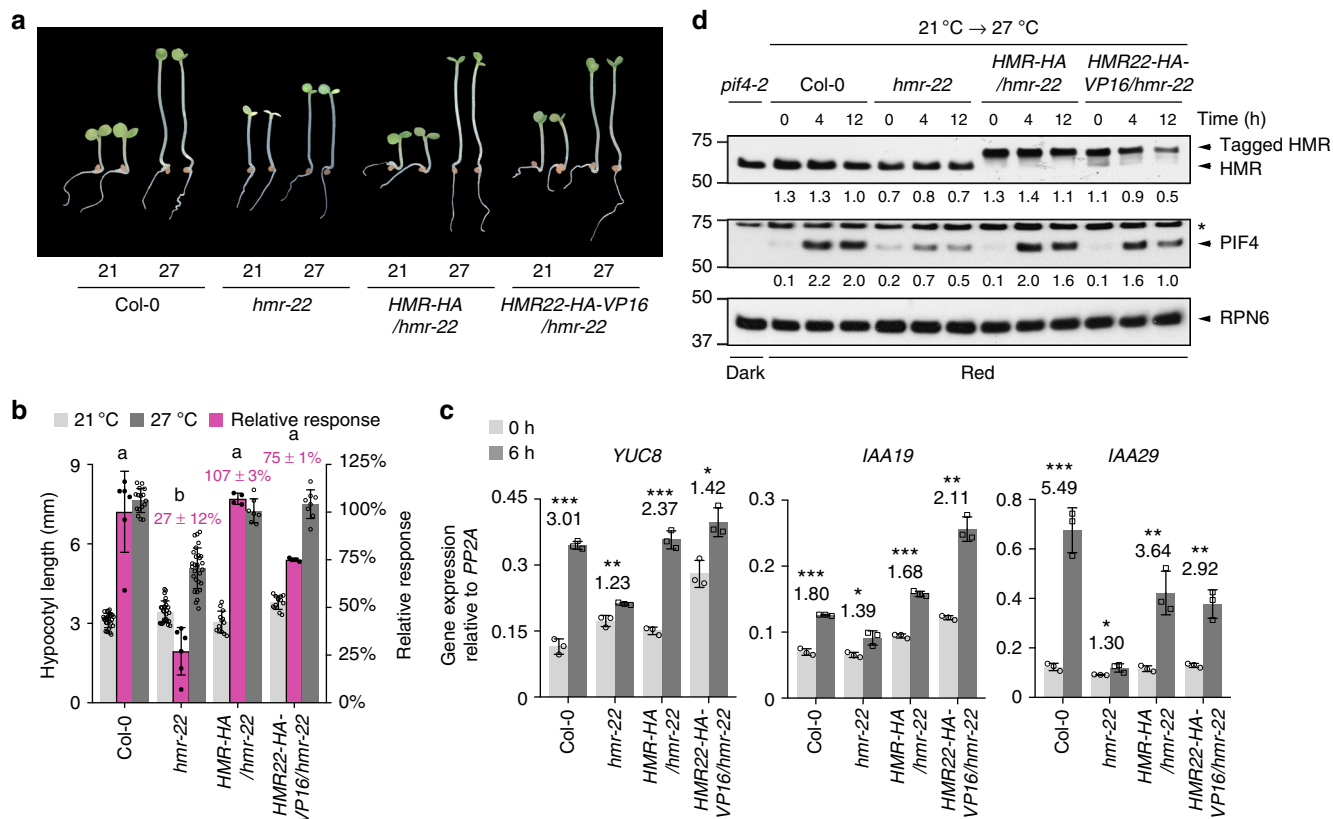 a
21 27 21 27 21 27 21 27
Col-0 hmr-22 HMR-HA HMR22-HA-VP16
/hmr-22 /hmr-22
b
21 °C 27 °C Relative response
a b a a
27 ± 12% 107 ± 3% 75 ± 1%
Hypocotyl length (mm)
9
6
3
0
Relative response
125%
100%
75%
50%
25%
0%
Col-0
hmr-22
HMR-HA
/hmr-22
HMR22-HA-
VP16/hmr-22
c
0 h
6 h
Gene expression
relative to PP2A
YUC8
0.45
0.30
0.15
0
***
3.01
**
1.23
***
2.37
*
1.42
Col-0
hmr-22
HMR-HA
/hmr-22
HMR22-HA-
VP16/hmr-22
IAA19
0.3
0.2
0.1
0
***
1.80
*
1.39
***
1.68
**
2.11
Col-0
hmr-22
HMR-HA
/hmr-22
HMR22-HA-
VP16/hmr-22
IAA29
0.8
0.6
0.4
0.2
0
***
5.49
*
1.30
**
3.64
**
2.92
Col-0
hmr-22
HMR-HA
/hmr-22
HMR22-HA-
VP16/hmr-22
d
21 °C → 27 °C
pif4-2 Col-0 hmr-22 HMR-HA
/hmr-22 HMR22-HA-
VP16/hmr-22
0 4 12 0 4 12 0 4 12 0 4 12 Time (h)
75
50
Tagged HMR
HMR
1.3 1.3 1.0 0.7 0.8 0.7 1.3 1.4 1.1 1.1 0.9 0.5
75
50
*
PIF4
0.1 2.2 2.0 0.2 0.7 0.5 0.1 2.0 1.6 0.1 1.6 1.0
50
37
RPN6
Dark Red